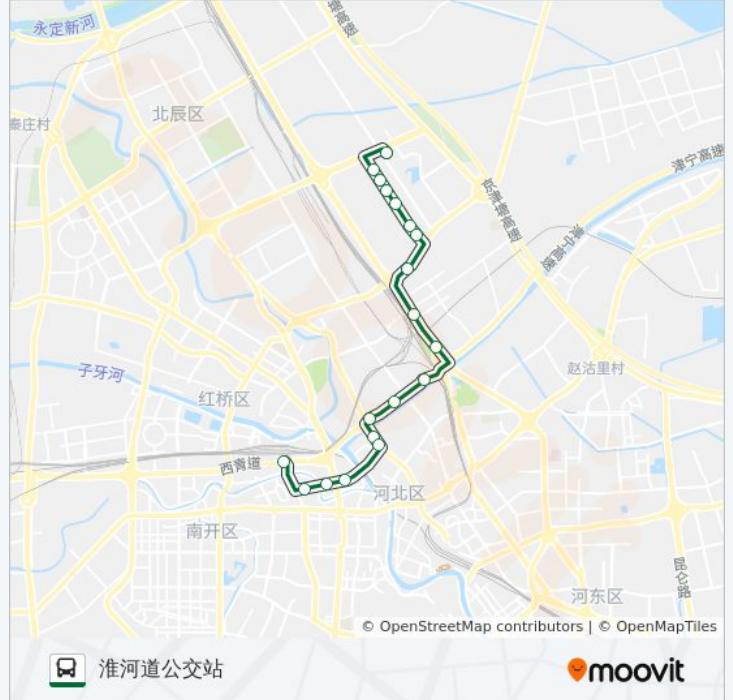 塘高速
永定新河
北辰区
秦庄村
津宁高速
京津塘高速
津宁高速
赵沽里村
子牙河
红桥区
西青道
河北区
南开区
昆仑路
河东区
© OpenStreetMap contributors | © OpenMapTiles
淮河道公交站
moovit